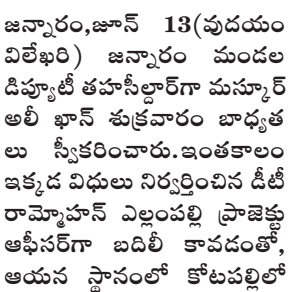 జన్నారం,జూన్ 13(వుదయం
విలేఖరి) జన్నారం మండల
డిప్యూటీ తహసీల్దార్‌గా మస్కూర్
అలీ ఖాన్ శుక్రవారం బాధ్యత
లు స్వీకరించారు.ఇంతకాలం
ఇక్కడ విధులు నిర్వర్తించిన డీటీ
రామ్మోహన్ ఎల్లంపల్లి ప్రాజెక్టు
ఆఫీసర్‌గా బదిలీ కావడంతో,
ఆయన స్థానంలో కోటపల్లిలో